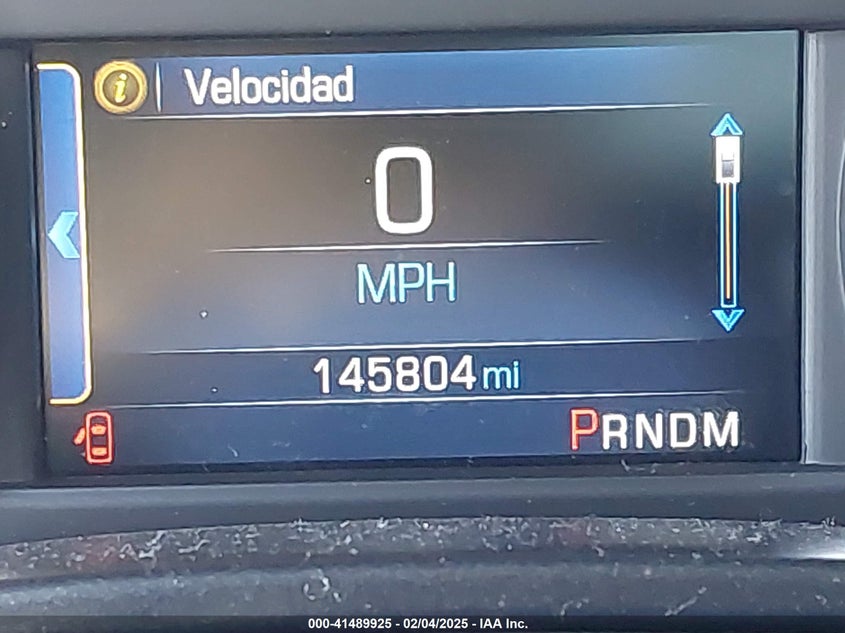 i Velocidad
0
MPH
145804 mi
PRNDM
000-41489925 - 02/04/2025 - IAA Inc.